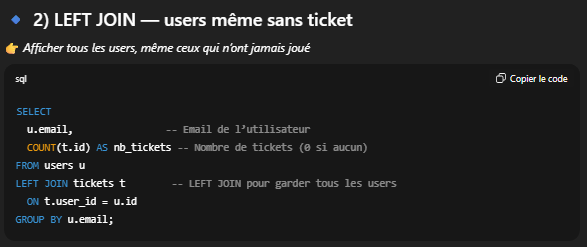 2) LEFT JOIN — users même sans ticket
👉 Afficher tous les users, même ceux qui n’ont jamais joué
sql
Copier le code
SELECT
  u.email,               -- Email de l’utilisateur
  COUNT(t.id) AS nb_tickets -- Nombre de tickets (0 si aucun)
FROM users u
LEFT JOIN tickets t       -- LEFT JOIN pour garder tous les users
  ON t.user_id = u.id
GROUP BY u.email;